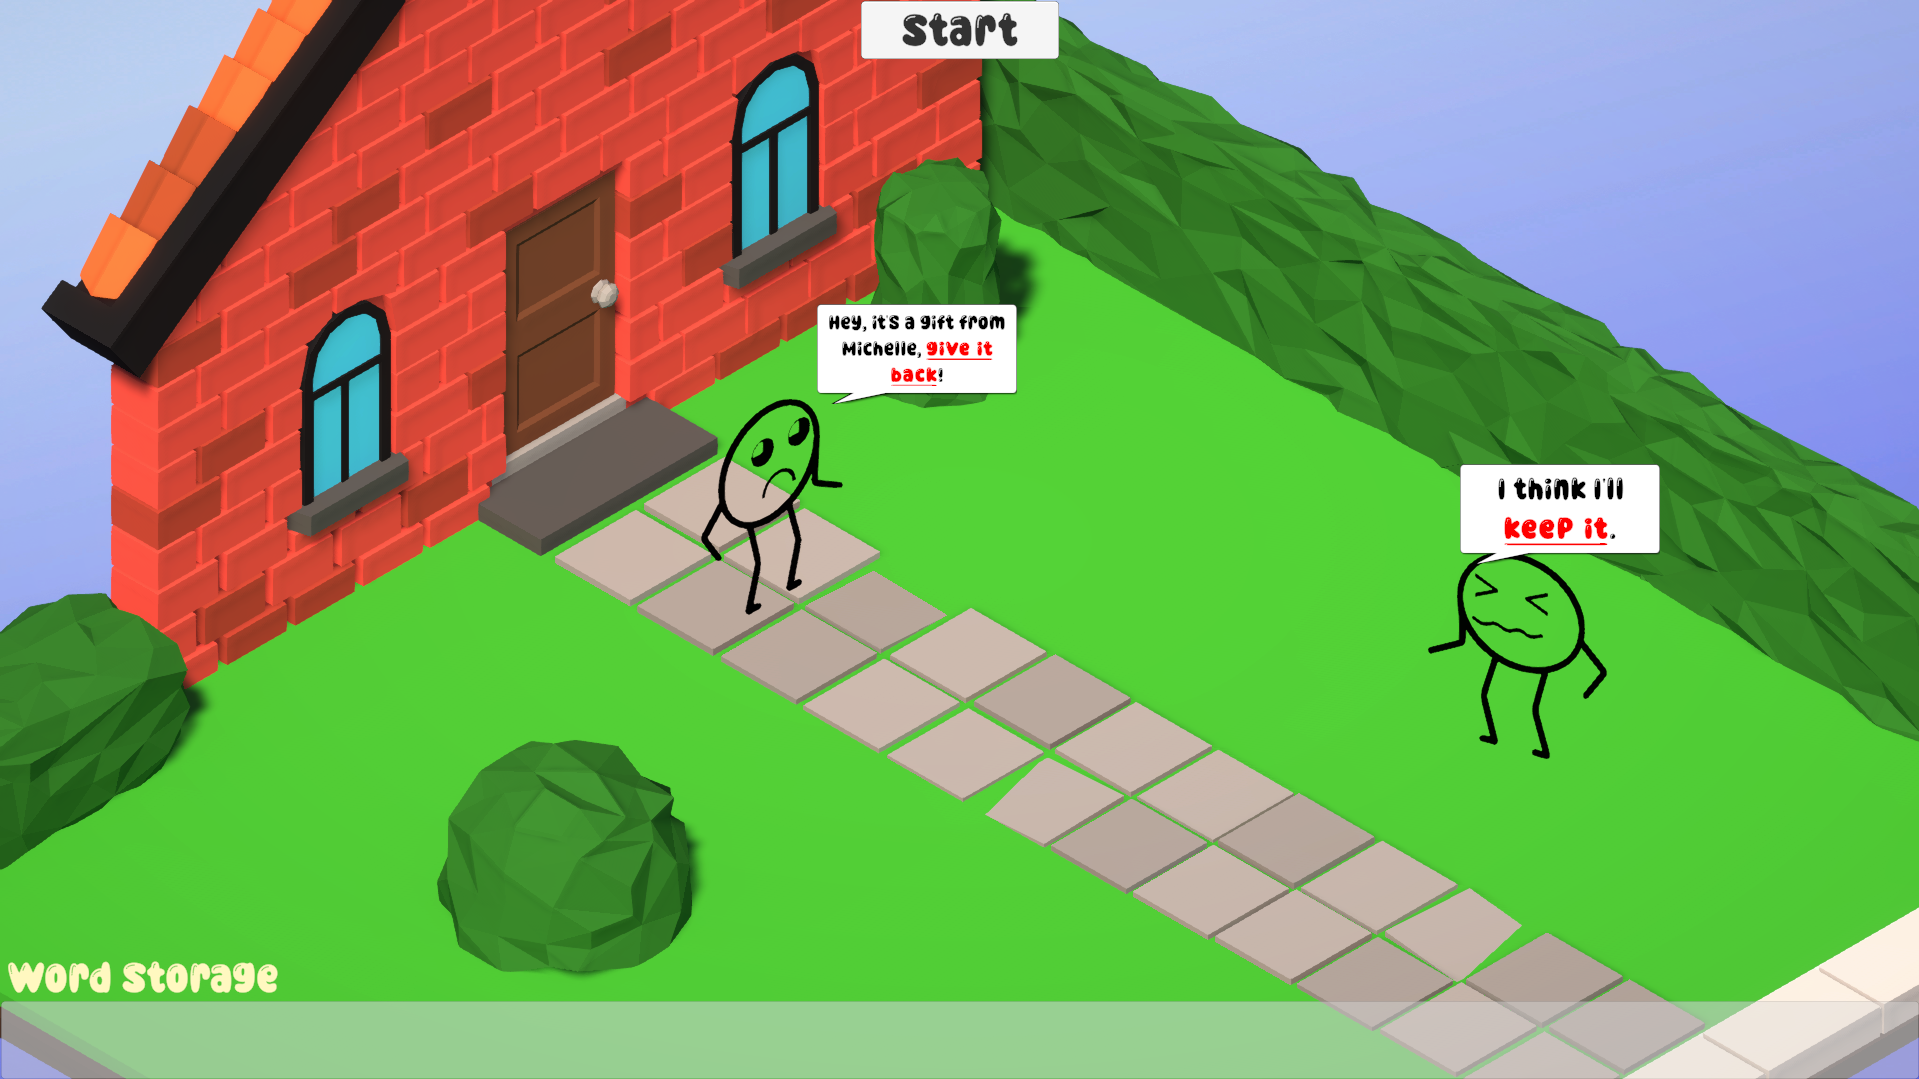 Start
Hey, it's a gift from
Michelle, give it
back!
I think I'll
keep it.
Word Storage